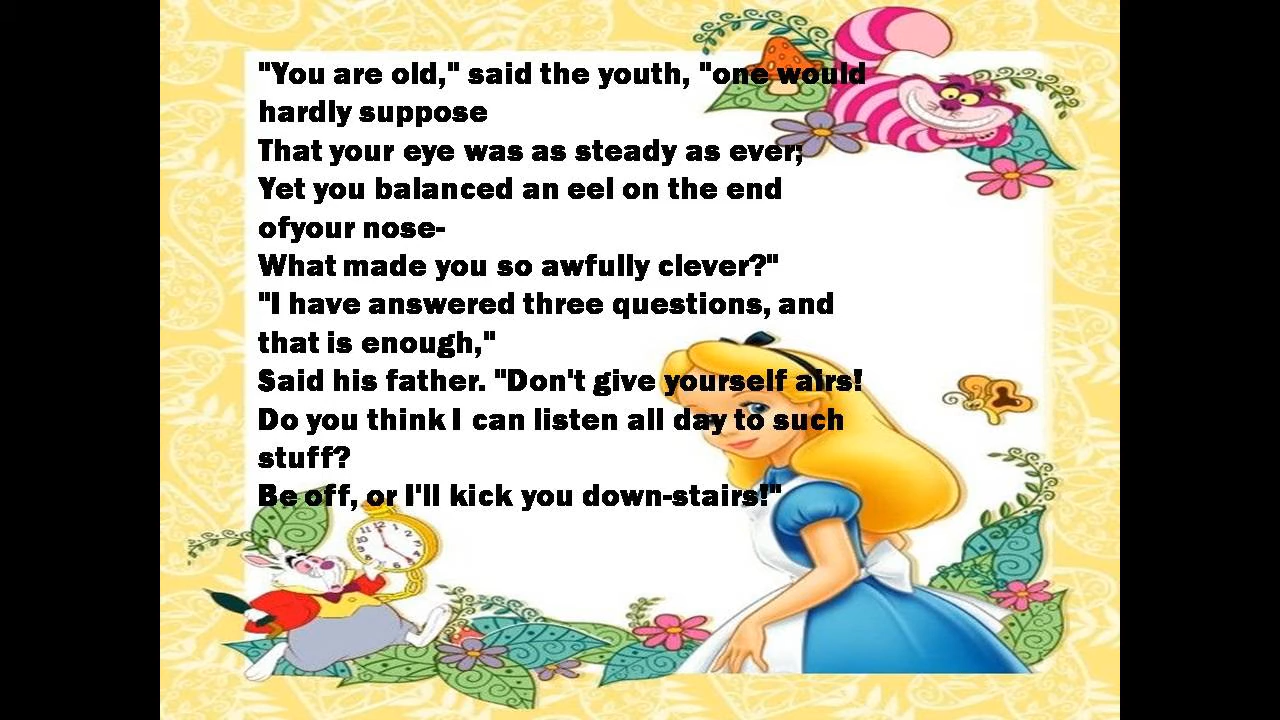 "You are old," said the youth, "one would
hardly suppose
That your eye was as steady as ever;
Yet you balanced an eel on the end
ofyour nose-
What made you so awfully clever?"
"I have answered three questions, and
that is enough,"
Said his father. "Don't give yourself airs!
Do you think I can listen all day to such
stuff?
Be off, or I'll kick you down-stairs!"